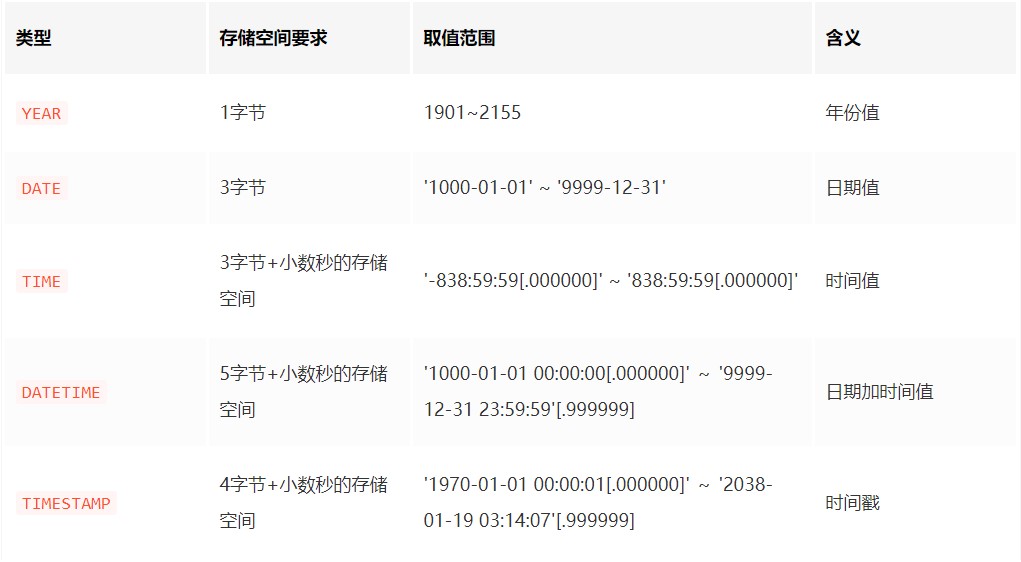 类型 存储空间要求 取值范围 含义
YEAR 1字节 1901~2155 年份值
DATE 3字节 '1000-01-01' ~ '9999-12-31' 日期值
TIME 3字节+小数秒的存储
空间 '-838:59:59[.000000]' ~ '838:59:59[.000000]' 时间值
DATETIME 5字节+小数秒的存储
空间 '1000-01-01 00:00:00[.000000]' ~ '9999-
12-31 23:59:59'[.999999] 日期加时间值
TIMESTAMP 4字节+小数秒的存储
空间 '1970-01-01 00:00:01[.000000]' ~ '2038-
01-19 03:14:07'[.999999] 时间戳